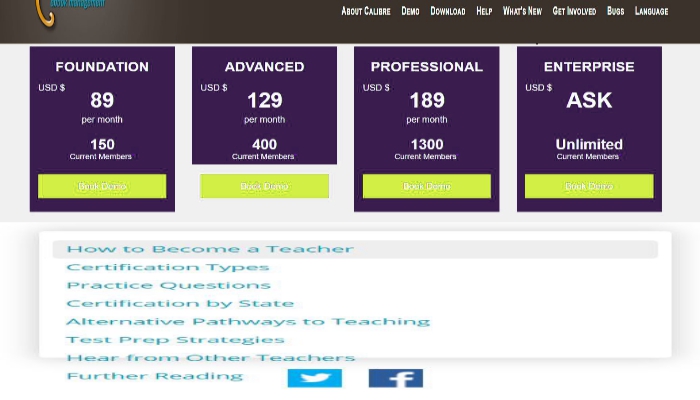 ebook management
About Calibre Demo Download Help What's New Get Involved Bugs Language
FOUNDATION
USD $
89
per month
150
Current Members
Book Demo
ADVANCED
USD $
129
per month
400
Current Members
Book Demo
PROFESSIONAL
USD $
189
per month
1300
Current Members
Book Demo
ENTERPRISE
USD $
ASK
Unlimited
Current Members
Book Demo
How to Become a Teacher
Certification Types
Practice Questions
Certification by State
Alternative Pathways to Teaching
Test Prep Strategies
Hear from Other Teachers
Further Reading